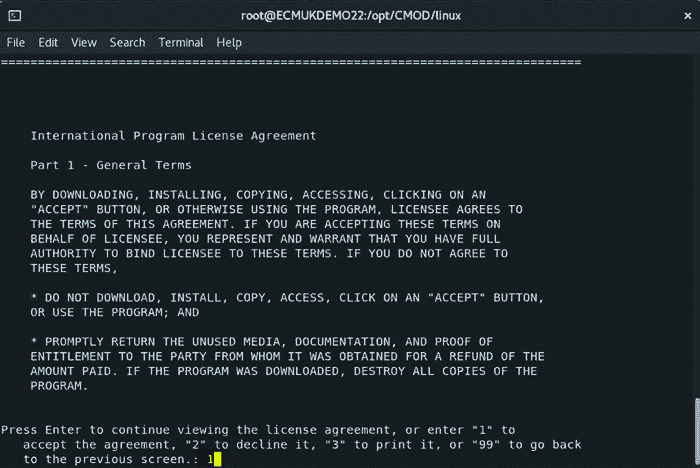 root@ECMUKDEMO22:/opt/CMOD/linux
File Edit View Search Terminal Help
================================================================================
International Program License Agreement
Part 1 - General Terms
BY DOWNLOADING, INSTALLING, COPYING, ACCESSING, CLICKING ON AN
"ACCEPT" BUTTON, OR OTHERWISE USING THE PROGRAM, LICENSEE AGREES TO
THE TERMS OF THIS AGREEMENT. IF YOU ARE ACCEPTING THESE TERMS ON
BEHALF OF LICENSEE, YOU REPRESENT AND WARRANT THAT YOU HAVE FULL
AUTHORITY TO BIND LICENSEE TO THESE TERMS. IF YOU DO NOT AGREE TO
THESE TERMS,
* DO NOT DOWNLOAD, INSTALL, COPY, ACCESS, CLICK ON AN "ACCEPT" BUTTON,
OR USE THE PROGRAM; AND
* PROMPTLY RETURN THE UNUSED MEDIA, DOCUMENTATION, AND PROOF OF
ENTITLEMENT TO THE PARTY FROM WHOM IT WAS OBTAINED FOR A REFUND OF THE
AMOUNT PAID. IF THE PROGRAM WAS DOWNLOADED, DESTROY ALL COPIES OF THE
PROGRAM.
Press Enter to continue viewing the license agreement, or enter "1" to
accept the agreement, "2" to decline it, "3" to print it, or "99" to go back
to the previous screen.: 1